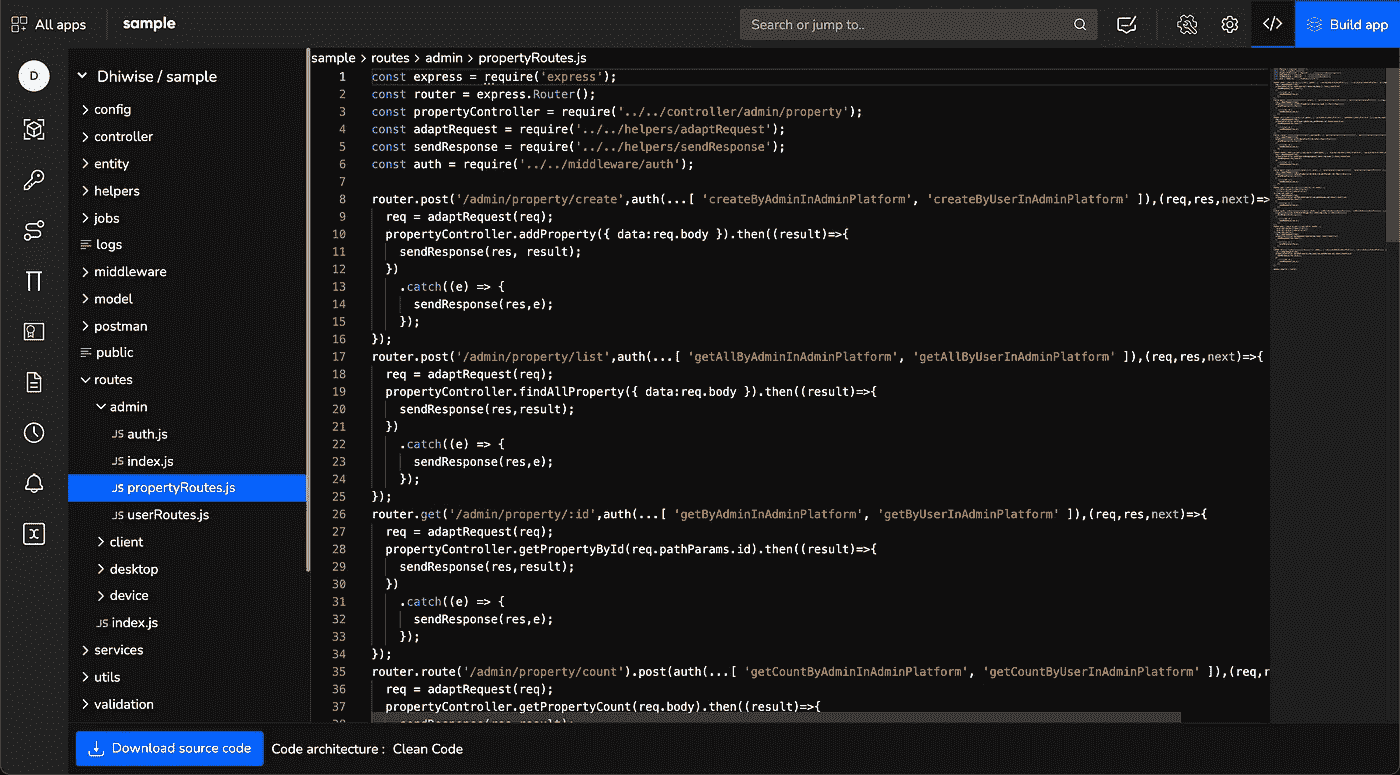 All apps
sample
Search or jump to..
</>
Build app
D
Dhiwise / sample
config
controller
entity
helpers
jobs
logs
middleware
model
postman
public
routes
admin
JS auth.js
JS index.js
JS propertyRoutes.js
JS userRoutes.js
client
desktop
device
JS index.js
services
utils
validation
sample > routes > admin > propertyRoutes.js
1 const express = require('express');
2 const router = express.Router();
3 const propertyController = require('../../controller/admin/property');
4 const adaptRequest = require('../../helpers/adaptRequest');
5 const sendResponse = require('../../helpers/sendResponse');
6 const auth = require('../../middleware/auth');
7
8 router.post('/admin/property/create',auth(...[ 'createByAdminInAdminPlatform', 'createByUserInAdminPlatform' ]),(req,res,next)=>
9 req = adaptRequest(req);
10 propertyController.addProperty({ data:req.body }).then((result)=>{
11 sendResponse(res, result);
12 })
13 .catch((e) => {
14 sendResponse(res,e);
15 });
16 });
17 router.post('/admin/property/list',auth(...[ 'getAllByAdminInAdminPlatform', 'getAllByUserInAdminPlatform' ]),(req,res,next)=>{
18 req = adaptRequest(req);
19 propertyController.findAllProperty({ data:req.body }).then((result)=>{
20 sendResponse(res,result);
21 })
22 .catch((e) => {
23 sendResponse(res,e);
24 });
25 });
26 router.get('/admin/property/:id',auth(...[ 'getByAdminInAdminPlatform', 'getByUserInAdminPlatform' ]),(req,res,next)=>{
27 req = adaptRequest(req);
28 propertyController.getPropertyById(req.pathParams.id).then((result)=>{
29 sendResponse(res,result);
30 })
31 .catch((e) => {
32 sendResponse(res,e);
33 });
34 });
35 router.route('/admin/property/count').post(auth(...[ 'getCountByAdminInAdminPlatform', 'getCountByUserInAdminPlatform' ]),(req,r
36 req = adaptRequest(req);
37 propertyController.getPropertyCount(req.body).then((result)=>{
Download source code
Code architecture : Clean Code